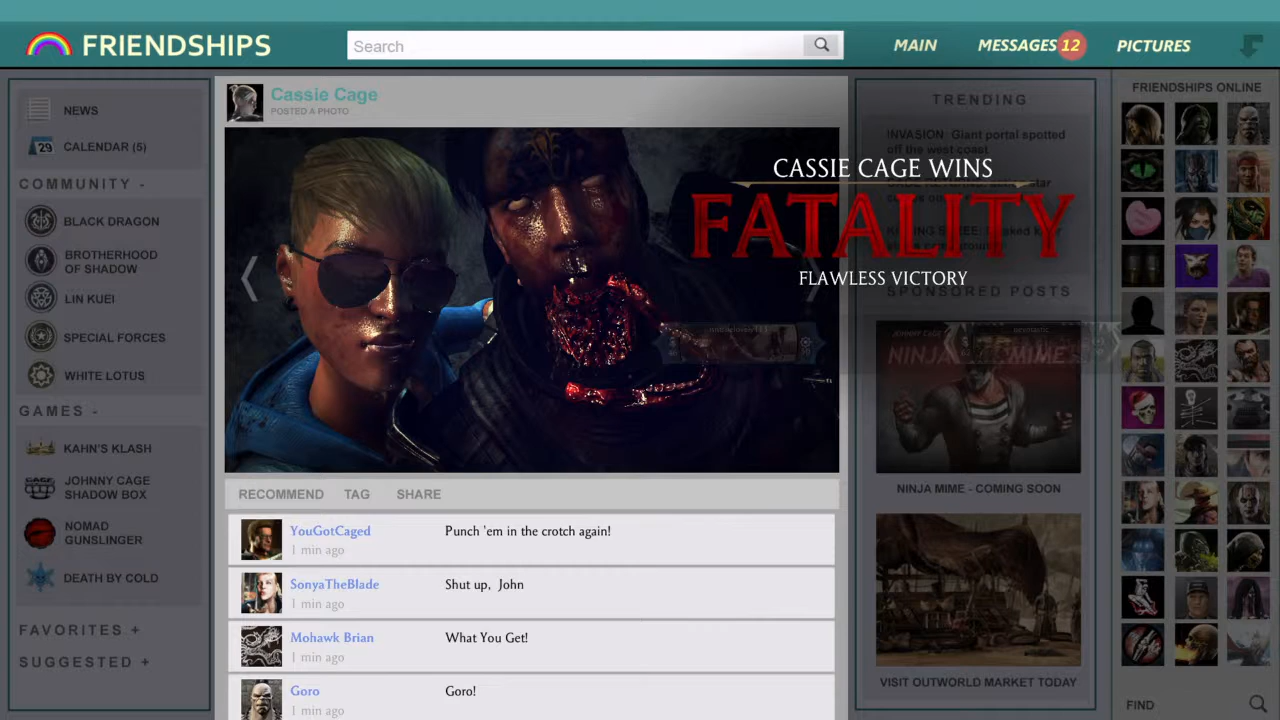 FRIENDSHIPS
Search
MAIN
MESSAGES 12
PICTURES
NEWS
29
CALENDAR (5)
COMMUNITY -
BLACK DRAGON
BROTHERHOOD
OF SHADOW
LIN KUEI
SPECIAL FORCES
WHITE LOTUS
GAMES -
KAHN'S KLASH
JOHNNY CAGE
SHADOW BOX
NOMAD
GUNSLINGER
DEATH BY COLD
FAVORITES +
SUGGESTED +
Cassie Cage
POSTED A PHOTO
CASSIE CAGE WINS
FATALITY
FLAWLESS VICTORY
RECOMMEND
TAG
SHARE
YouGotCaged
Punch 'em in the crotch again!
1 min ago
SonyaTheBlade
Shut up, John
1 min ago
Mohawk Brian
What You Get!
1 min ago
Goro
Goro!
1 min ago
TRENDING
INVASION: Giant portal spotted
off the west coast
SPONSORED POSTS
JOHNNY CAGE
NINJA MIME
NINJA MIME - COMING SOON
VISIT OUTWORLD MARKET TODAY
FRIENDSHIPS ONLINE
FIND